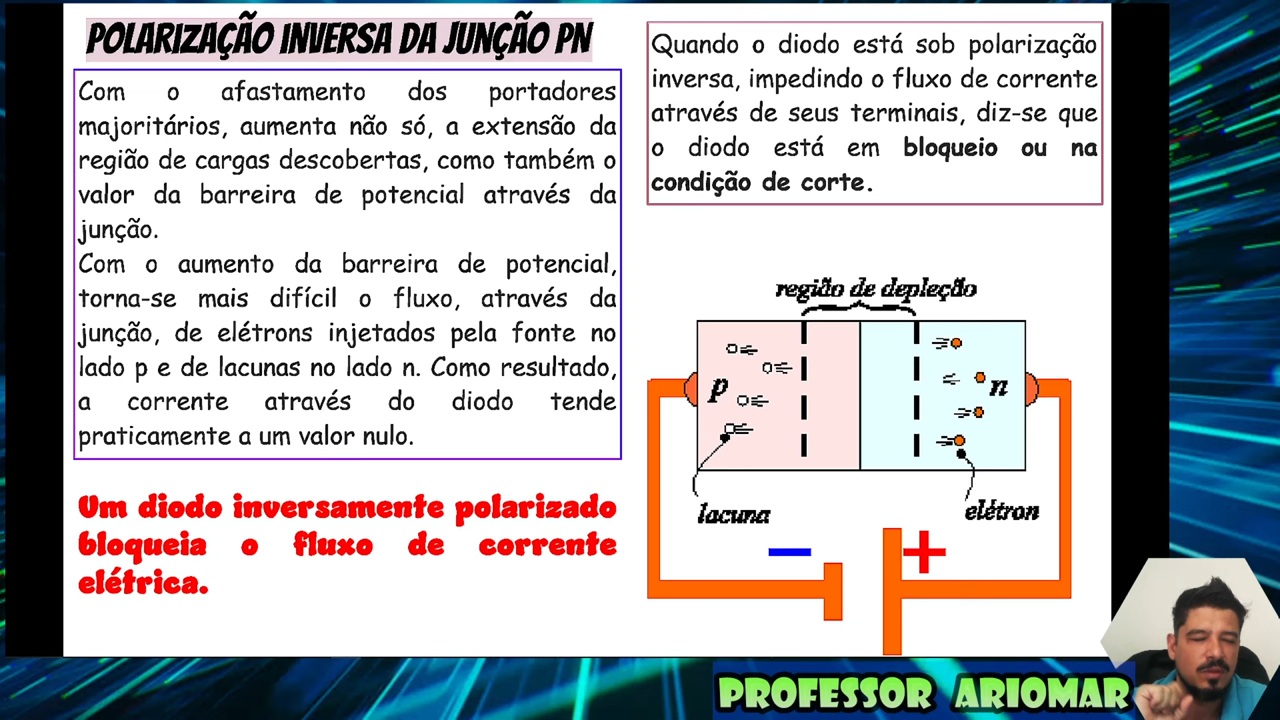 POLARIZAÇÃO INVERSA DA JUNÇÃO PN
Com o afastamento dos portadores
majoritários, aumenta não só, a extensão da
região de cargas descobertas, como também o
valor da barreira de potencial através da
junção.
Com o aumento da barreira de potencial,
torna-se mais difícil o fluxo, através da
junção, de elétrons injetados pela fonte no
lado p e de lacunas no lado n. Como resultado,
a corrente através do diodo tende
praticamente a um valor nulo.
Um diodo inversamente polarizado
bloqueia o fluxo de corrente
elétrica.
Quando o diodo está sob polarização
inversa, impedindo o fluxo de corrente
através de seus terminais, diz-se que
o diodo está em bloqueio ou na
condição de corte.
região de depleção
p
n
lacuna
elétron
− +
PROFESSOR ARIOMAR